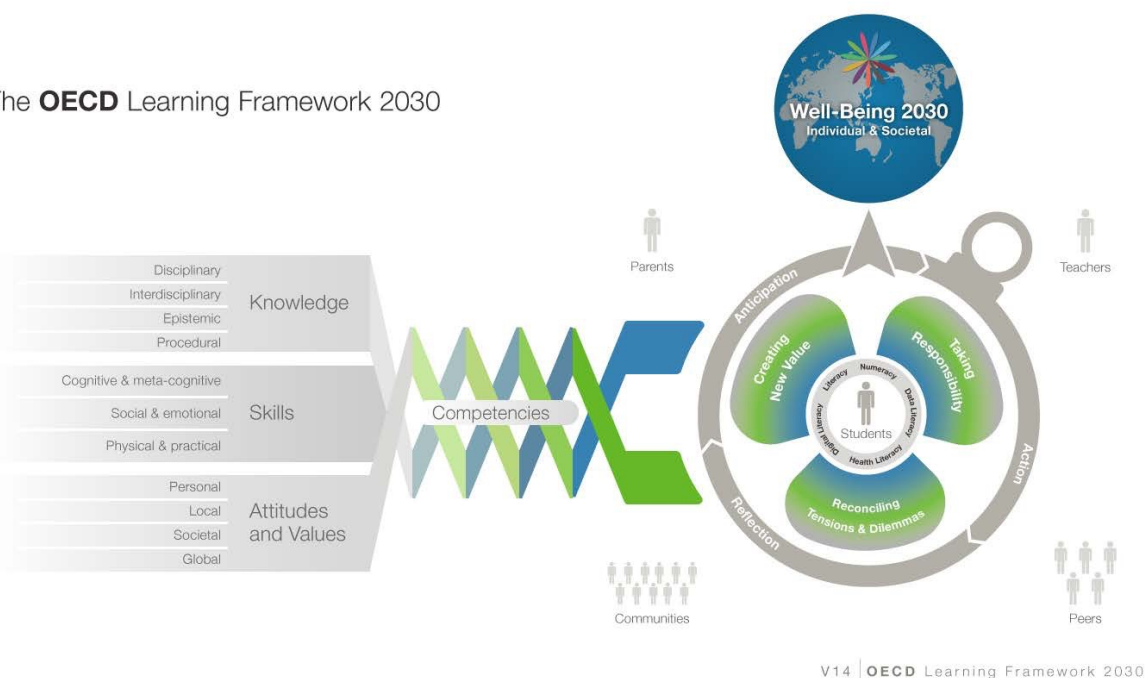 he OECD Learning Framework 2030
Well-Being 2030
Individual & Societal
Parents
Teachers
Disciplinary
Interdisciplinary
Epistemic
Procedural
Knowledge
Cognitive & meta-cognitive
Social & emotional
Physical & practical
Skills
Personal
Local
Societal
Global
Attitudes
and Values
Competencies
Anticipation
Action
Reflection
Creating
New Value
Taking
Responsibility
Reconciling
Tensions & Dilemmas
Literacy
Numeracy
Data Literacy
Health Literacy
Digital Literacy
Students
Communities
Peers
V14 | OECD Learning Framework 2030